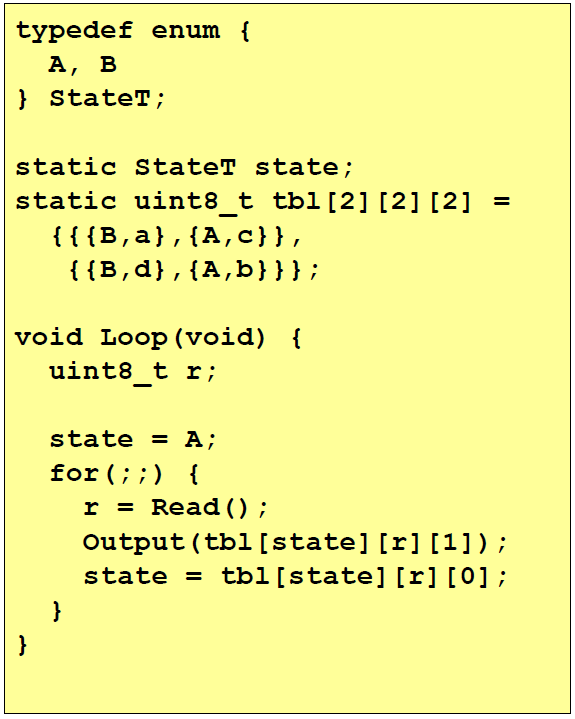 typedef enum {
  A, B
} StateT;

static StateT state;
static uint8_t tbl[2][2][2] =
  {{{B,a},{A,c}},
   {{B,d},{A,b}}};

void Loop(void) {
  uint8_t r;

  state = A;
  for(;;) {
    r = Read();
    Output(tbl[state][r][1]);
    state = tbl[state][r][0];
  }
}